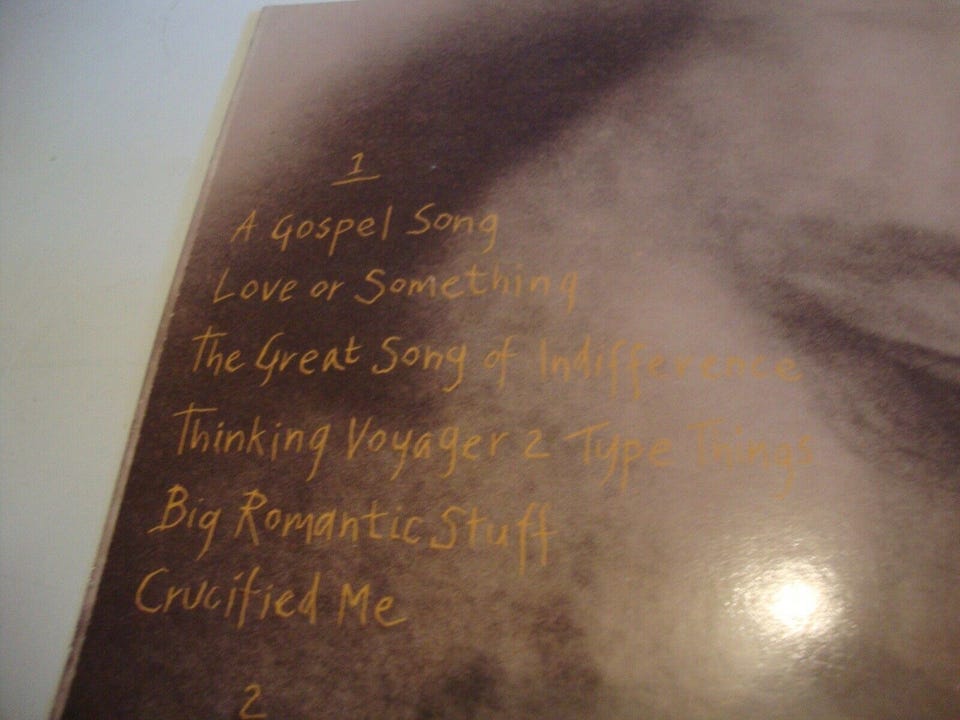 1
A Gospel Song
Love or Something
The Great Song of Indifference
Thinking Voyager 2 Type Things
Big Romantic Stuff
Crucified Me
2